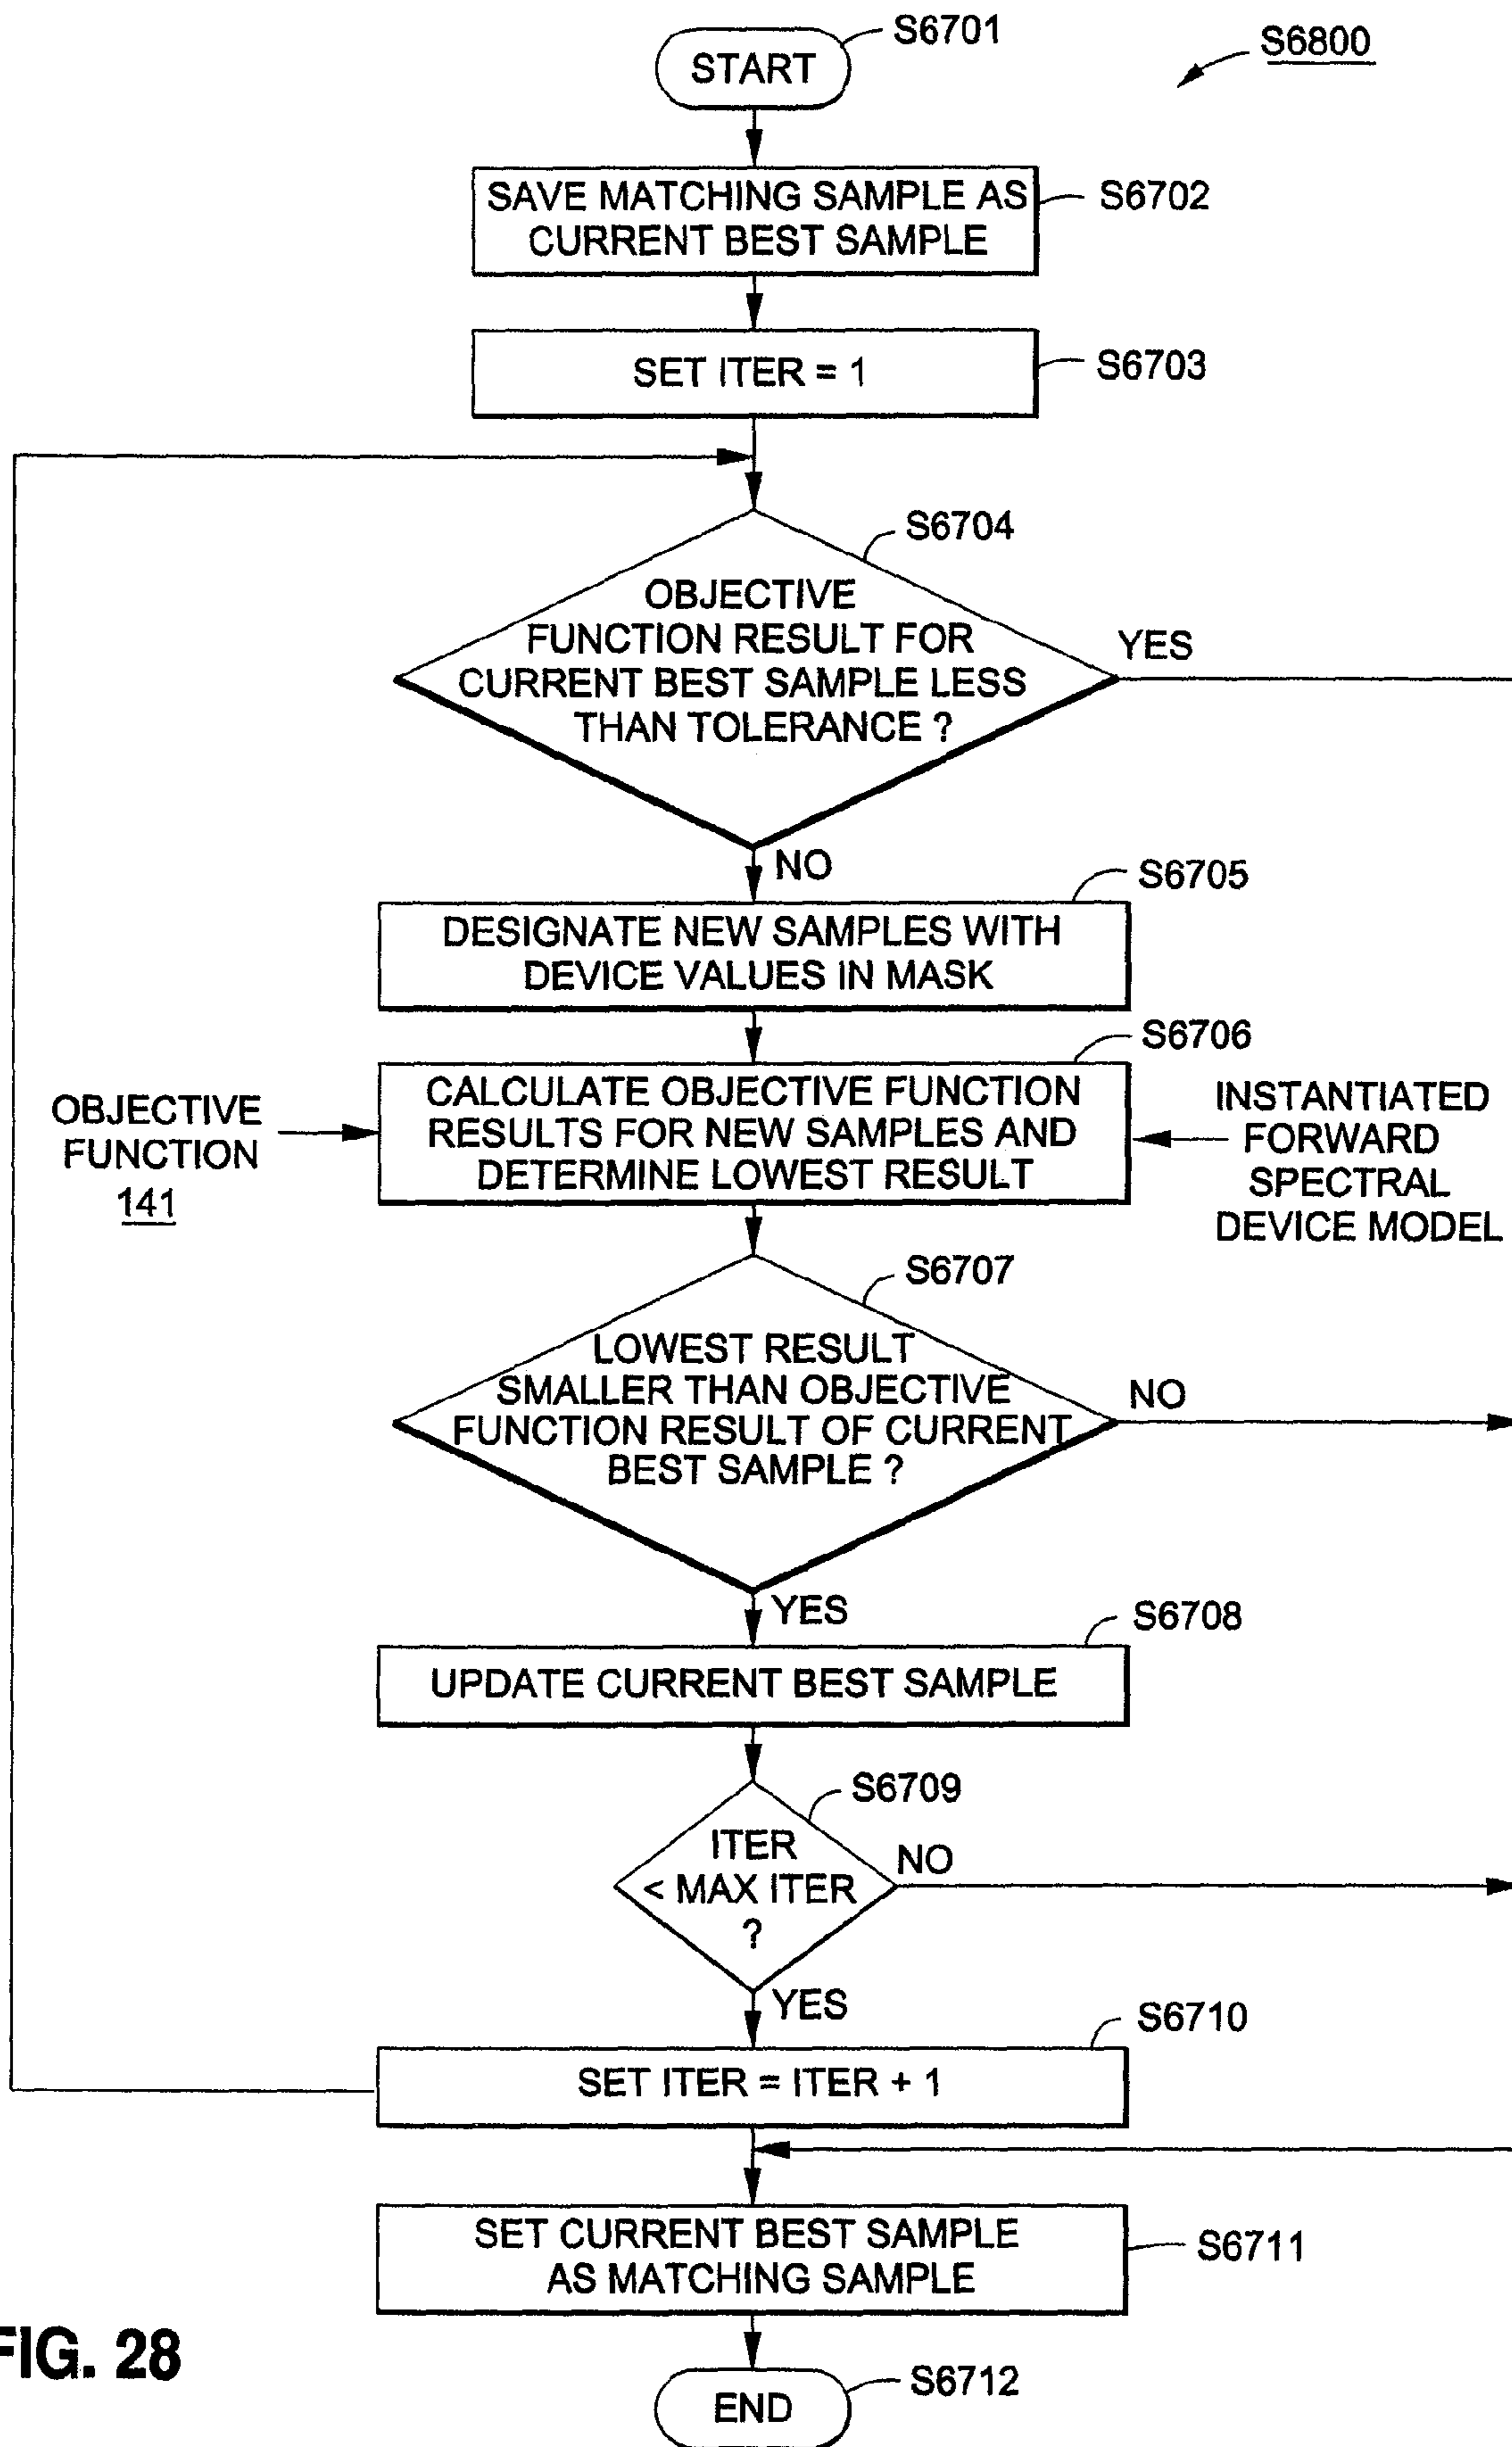 S6701
S6800
START
SAVE MATCHING SAMPLE AS
CURRENT BEST SAMPLE
S6702
SET ITER = 1
S6703
S6704
OBJECTIVE
FUNCTION RESULT FOR
CURRENT BEST SAMPLE LESS
THAN TOLERANCE ?
YES
NO
S6705
DESIGNATE NEW SAMPLES WITH
DEVICE VALUES IN MASK
S6706
OBJECTIVE
FUNCTION
141
CALCULATE OBJECTIVE FUNCTION
RESULTS FOR NEW SAMPLES AND
DETERMINE LOWEST RESULT
INSTANTIATED
FORWARD
SPECTRAL
DEVICE MODEL
S6707
LOWEST RESULT
SMALLER THAN OBJECTIVE
FUNCTION RESULT OF CURRENT
BEST SAMPLE ?
NO
YES
S6708
UPDATE CURRENT BEST SAMPLE
S6709
ITER
< MAX ITER
?
NO
YES
S6710
SET ITER = ITER + 1
SET CURRENT BEST SAMPLE
AS MATCHING SAMPLE
S6711
FIG. 28
S6712
END